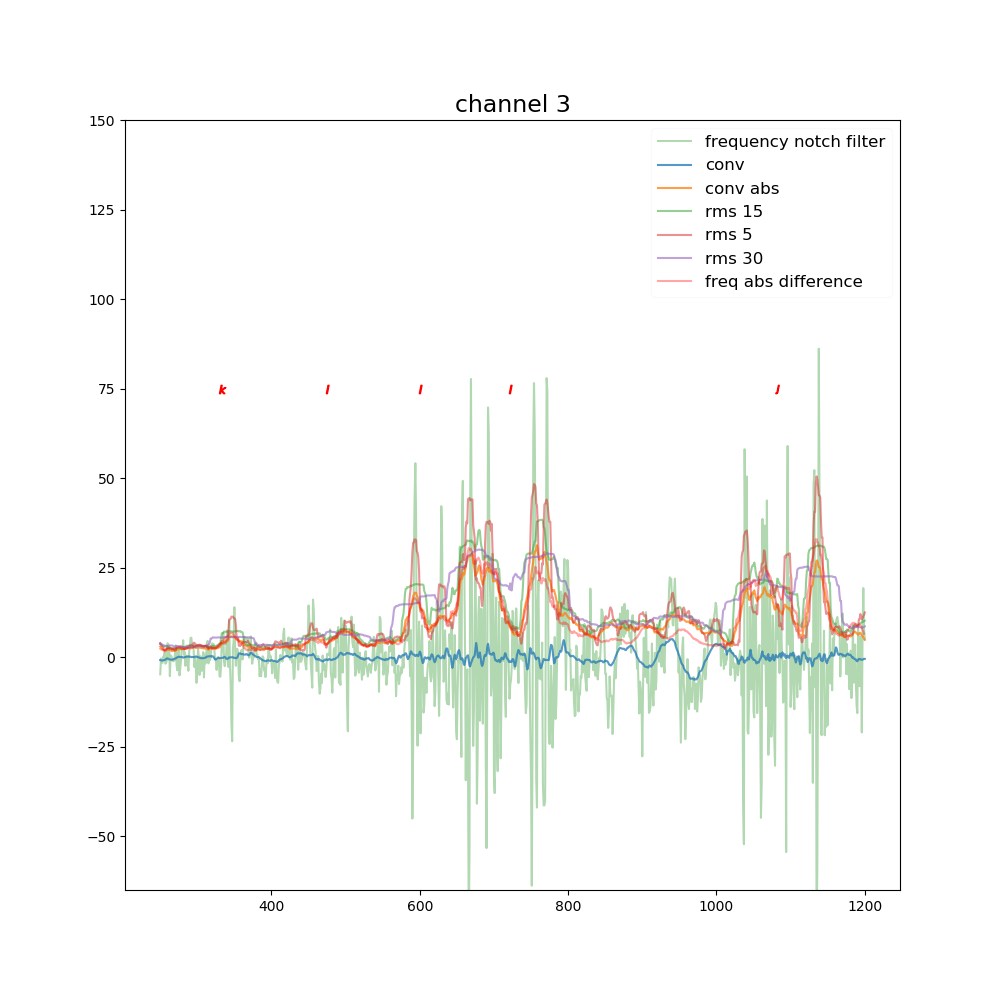 channel 3
150
125
100
75
50
25
0
−25
−50
frequency notch filter
conv
conv abs
rms 15
rms 5
rms 30
freq abs difference
k l l l j
400 600 800 1000 1200